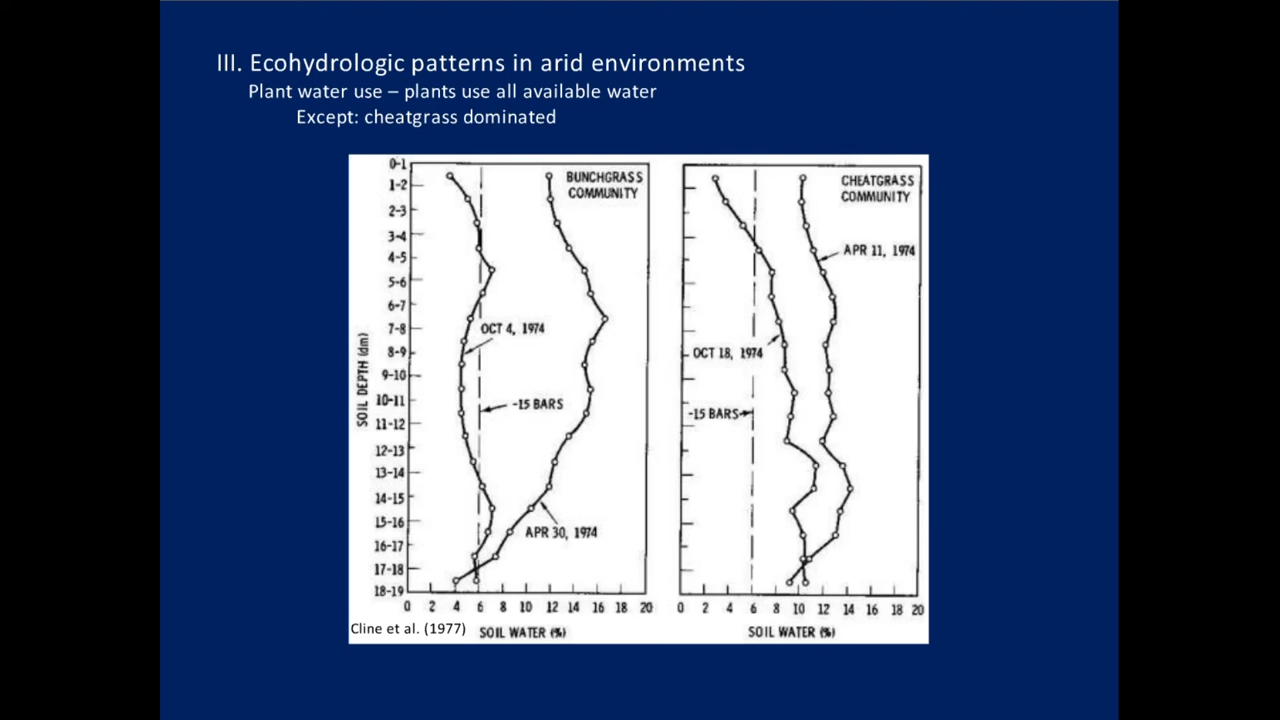 III. Ecohydrologic patterns in arid environments
Plant water use – plants use all available water
Except: cheatgrass dominated
BUNCHGRASS
COMMUNITY
OCT 4, 1974
-15 BARS
APR 30, 1974
SOIL DEPTH (dm)
0-1
1-2
2-3
3-4
4-5
5-6
6-7
7-8
8-9
9-10
10-11
11-12
12-13
13-14
14-15
15-16
16-17
17-18
18-19
0 2 4 6 8 10 12 14 16 18 20
SOIL WATER (%)
Cline et al. (1977)
CHEATGRASS
COMMUNITY
APR 11, 1974
OCT 18, 1974
-15 BARS
0 2 4 6 8 10 12 14 16 18 20
SOIL WATER (%)